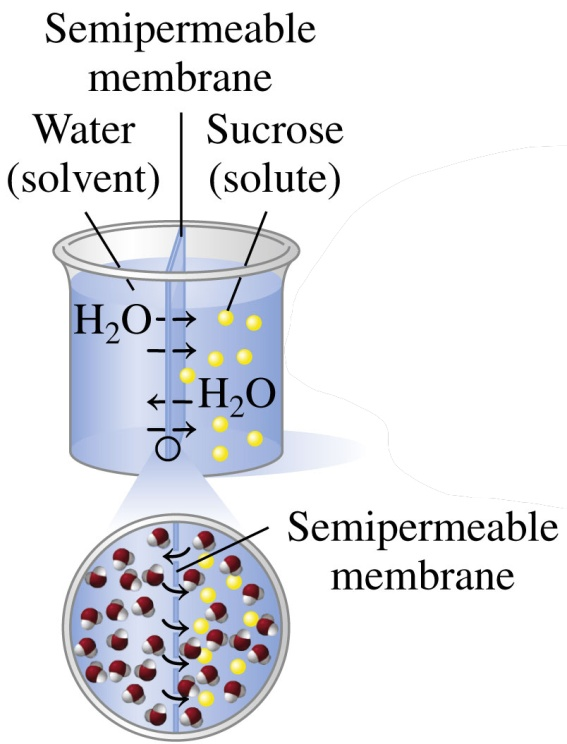 Semipermeable
membrane
Water
(solvent)
Sucrose
(solute)
H₂O
H₂O
Semipermeable
membrane